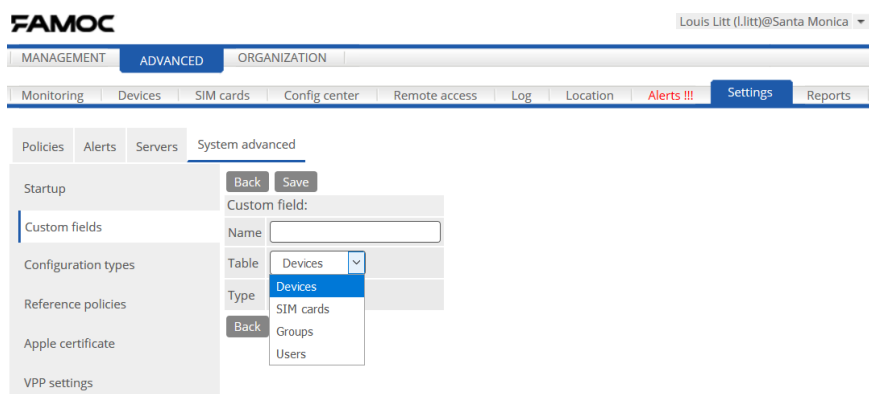 FAMOC
Louis Litt (l.litt)@Santa Monica
MANAGEMENT ADVANCED ORGANIZATION
Monitoring Devices SIM cards Config center Remote access Log Location Alerts !!! Settings Reports
Policies Alerts Servers System advanced
Startup
Custom fields
Configuration types
Reference policies
Apple certificate
VPP settings
Back Save
Custom field:
Name
Table Devices
Devices
SIM cards
Groups
Users
Type
Back